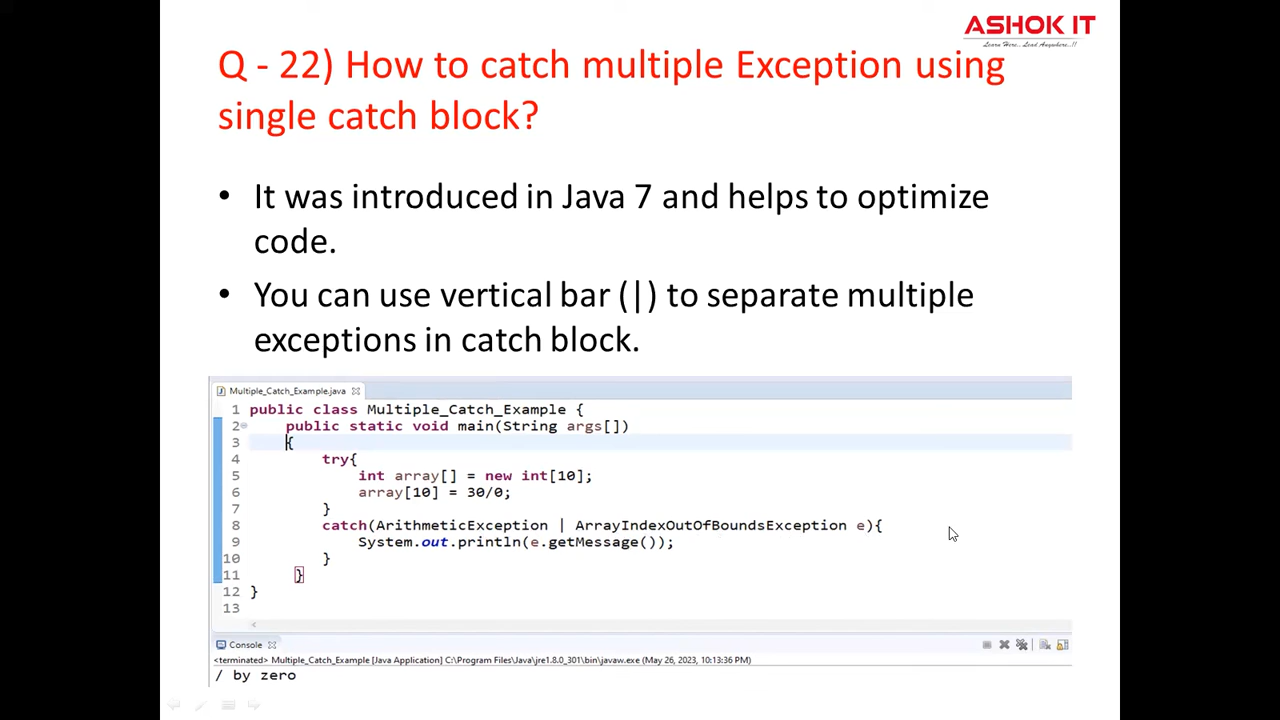 ASHOK IT
Learn Here.. Lead Anywhere..!!
Q - 22) How to catch multiple Exception using
single catch block?
• It was introduced in Java 7 and helps to optimize
code.
• You can use vertical bar (|) to separate multiple
exceptions in catch block.
Multiple_Catch_Example.java
1 public class Multiple_Catch_Example {
2 public static void main(String args[])
3 {
4 try{
5 int array[] = new int[10];
6 array[10] = 30/0;
7 }
8 catch(ArithmeticException | ArrayIndexOutOfBoundsException e){
9 System.out.println(e.getMessage());
10 }
11 }
12 }
13
Console
<terminated> Multiple_Catch_Example [Java Application] C:\Program Files\Java\jre1.8.0_301\bin\javaw.exe (May 26, 2023, 10:13:36 PM)
/ by zero